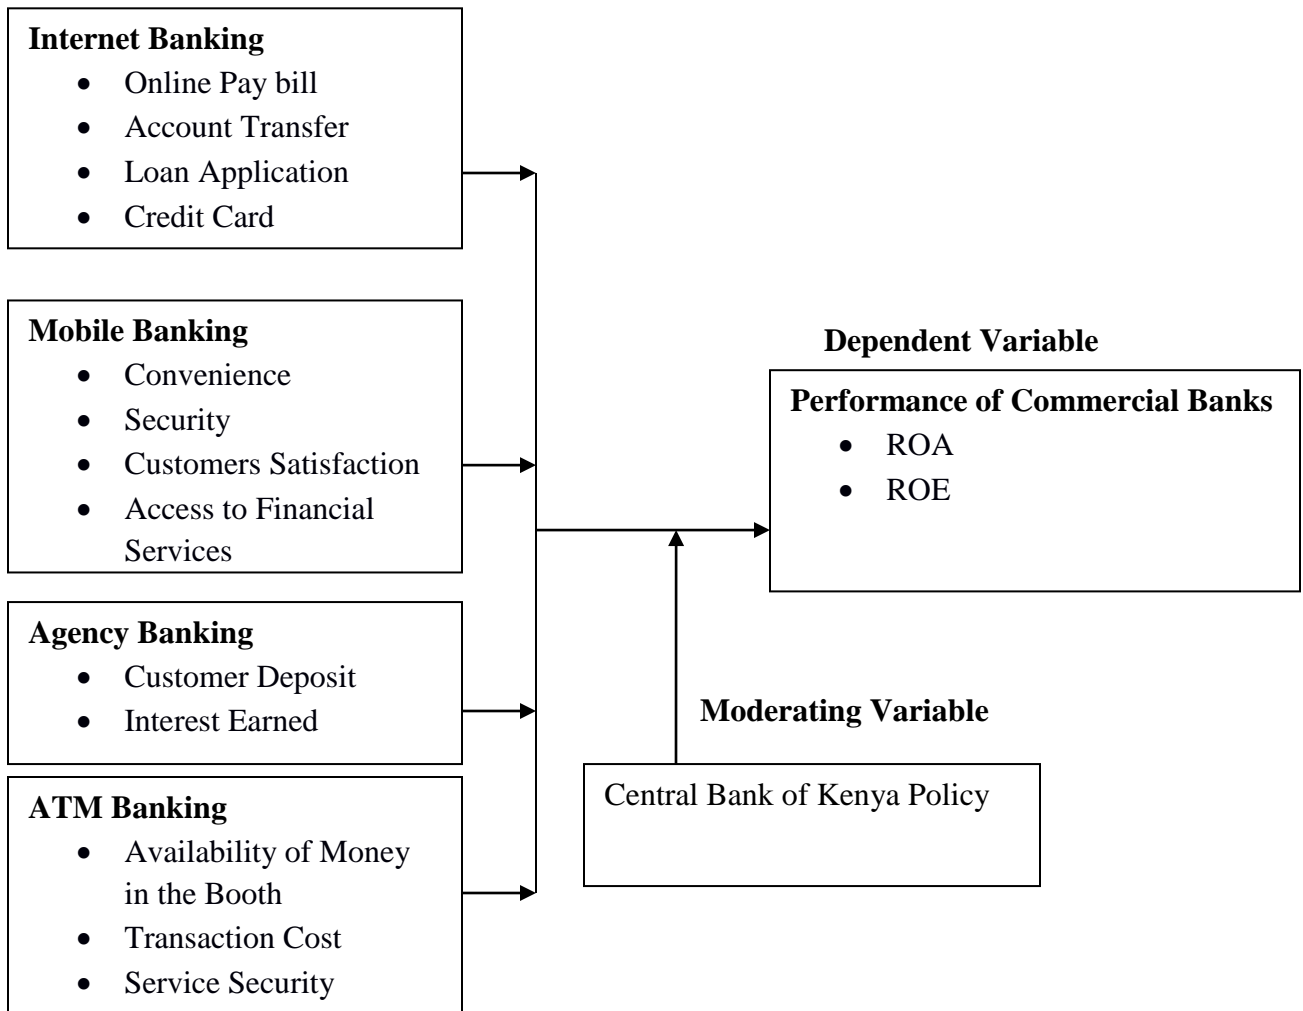 Internet Banking
• Online Pay bill
• Account Transfer
• Loan Application
• Credit Card
Mobile Banking
• Convenience
• Security
• Customers Satisfaction
• Access to Financial
Services
Agency Banking
• Customer Deposit
• Interest Earned
ATM Banking
• Availability of Money
in the Booth
• Transaction Cost
• Service Security
Dependent Variable
Performance of Commercial Banks
• ROA
• ROE
Moderating Variable
Central Bank of Kenya Policy